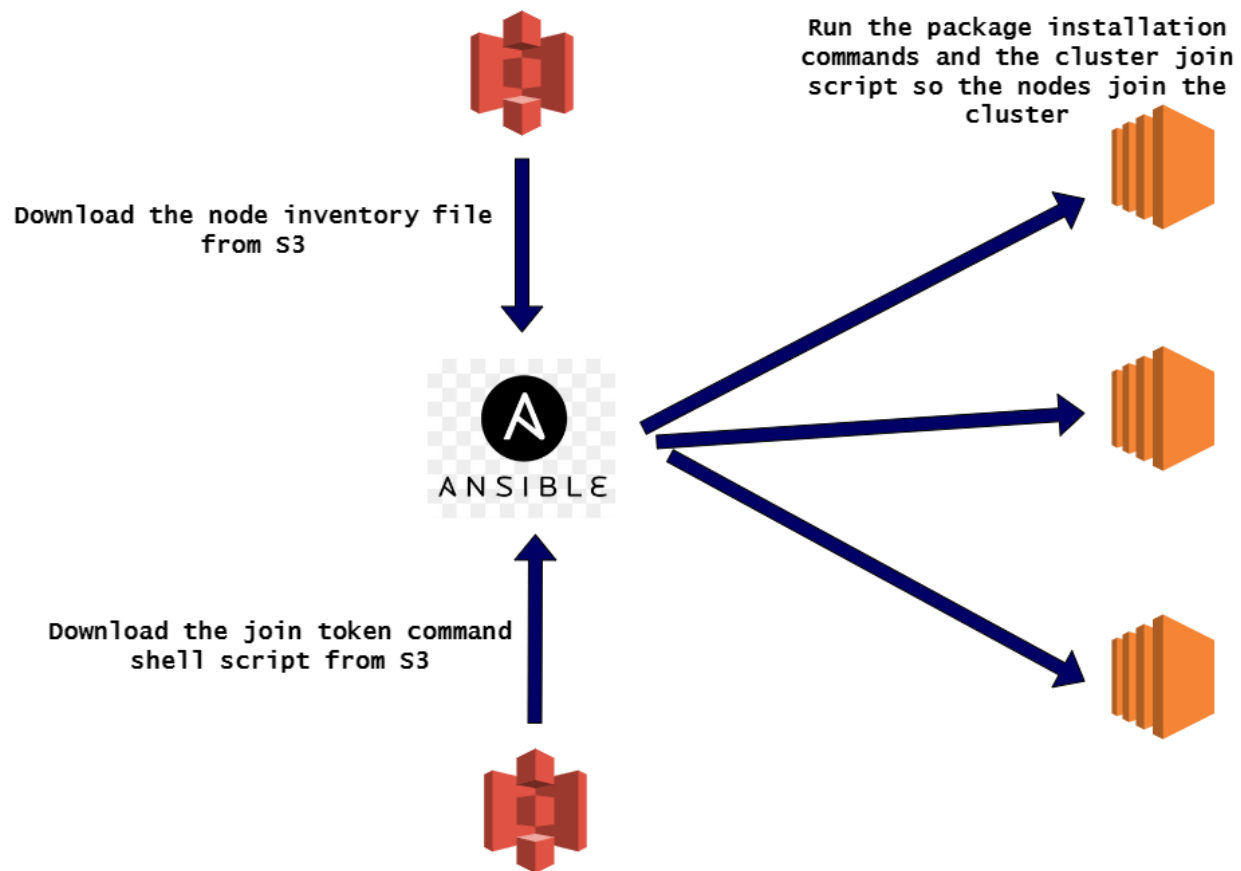 Run the package installation
commands and the cluster join
script so the nodes join the
cluster
Download the node inventory file
from S3
ANSIBLE
Download the join token command
shell script from S3